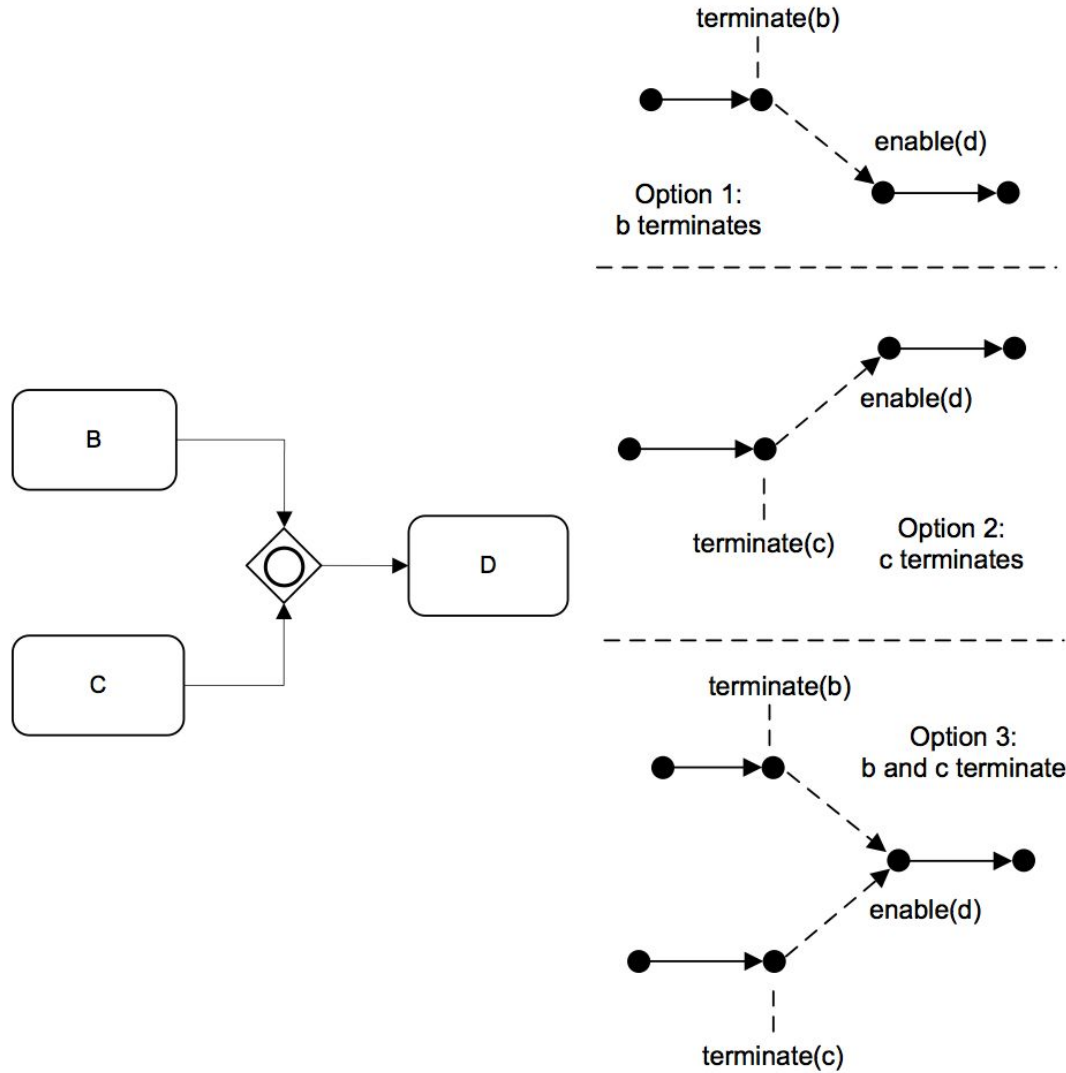 B
C
D
terminate(b)
enable(d)
Option 1:
b terminates
enable(d)
terminate(c)
Option 2:
c terminates
terminate(b)
Option 3:
b and c terminate
enable(d)
terminate(c)